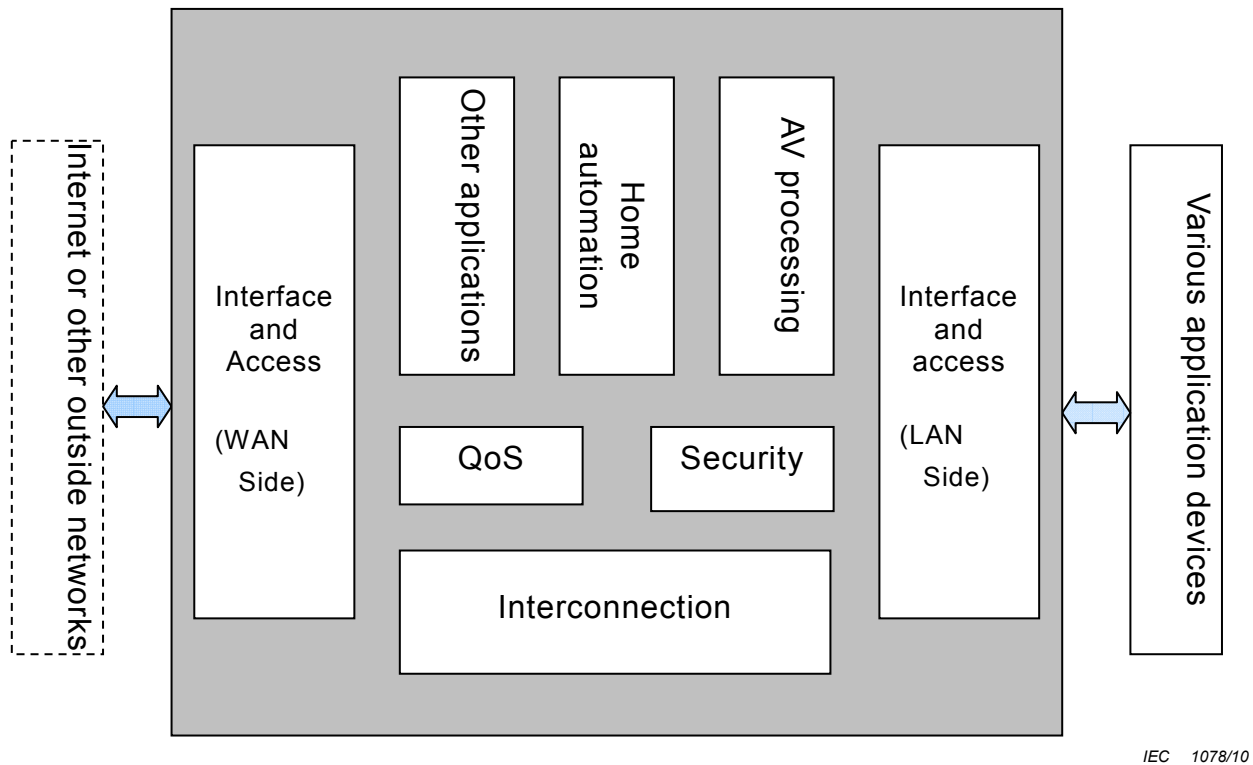 Internet or other outside networks
Interface
and
Access
(WAN
Side)
Other applications
Home
automation
AV processing
QoS
Security
Interconnection
Interface
and
access
(LAN
Side)
Various application devices
IEC 1078/10